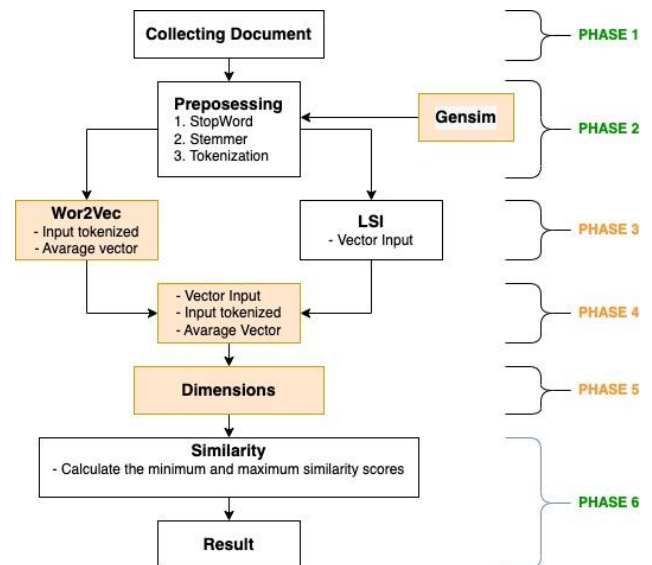 Collecting Document
PHASE 1
Preposessing
1. StopWord
2. Stemmer
3. Tokenization
Gensim
PHASE 2
Wor2Vec
- Input tokenized
- Avarage vector
LSI
- Vector Input
PHASE 3
- Vector Input
- Input tokenized
- Avarage Vector
PHASE 4
Dimensions
PHASE 5
Similarity
- Calculate the minimum and maximum similarity scores
PHASE 6
Result